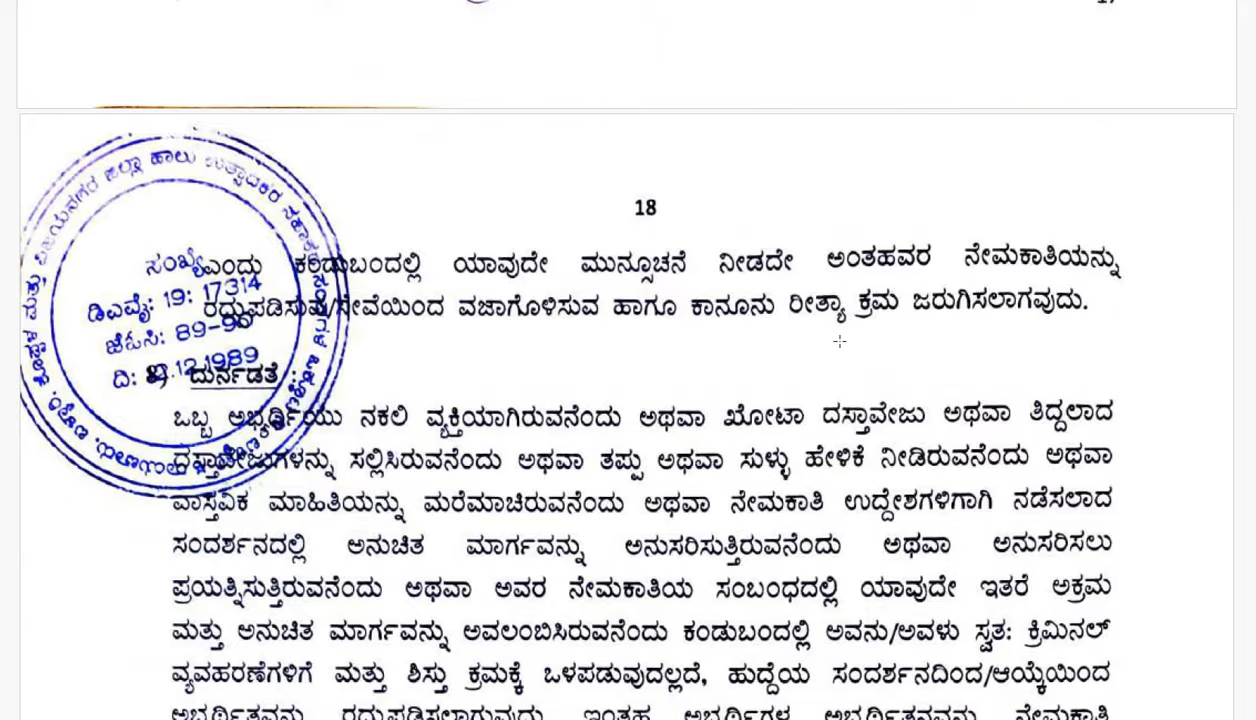 18
ಎಂದು ಕಂಡುಬಂದಲ್ಲಿ ಯಾವುದೇ ಮುನ್ಸೂಚನೆ ನೀಡದೇ ಅಂತಹವರ ನೇಮಕಾತಿಯನ್ನು
ರದ್ದುಪಡಿಸುವ/ಸೇವೆಯಿಂದ ವಜಾಗೊಳಿಸುವ ಹಾಗೂ ಕಾನೂನು ರೀತ್ಯಾ ಕ್ರಮ ಜರುಗಿಸಲಾಗವುದು.
ದುರ್ನಡತೆ
ಒಬ್ಬ ಅಭ್ಯರ್ಥಿಯು ನಕಲಿ ವ್ಯಕ್ತಿಯಾಗಿರುವನೆಂದು ಅಥವಾ ಖೋಟಾ ದಸ್ತಾವೇಜು ಅಥವಾ ತಿದ್ದಲಾದ
ದಸ್ತಾವೇಜುಗಳನ್ನು ಸಲ್ಲಿಸಿರುವನೆಂದು ಅಥವಾ ತಪ್ಪು ಅಥವಾ ಸುಳ್ಳು ಹೇಳಿಕೆ ನೀಡಿರುವನೆಂದು ಅಥವಾ
ವಾಸ್ತವಿಕ ಮಾಹಿತಿಯನ್ನು ಮರೆಮಾಚಿರುವನೆಂದು ಅಥವಾ ನೇಮಕಾತಿ ಉದ್ದೇಶಗಳಿಗಾಗಿ ನಡೆಸಲಾದ
ಸಂದರ್ಶನದಲ್ಲಿ ಅನುಚಿತ ಮಾರ್ಗವನ್ನು ಅನುಸರಿಸುತ್ತಿರುವನೆಂದು ಅಥವಾ ಅನುಸರಿಸಲು
ಪ್ರಯತ್ನಿಸುತ್ತಿರುವನೆಂದು ಅಥವಾ ಅವರ ನೇಮಕಾತಿಯ ಸಂಬಂಧದಲ್ಲಿ ಯಾವುದೇ ಇತರೆ ಅಕ್ರಮ
ಮತ್ತು ಅನುಚಿತ ಮಾರ್ಗವನ್ನು ಅವಲಂಬಿಸಿರುವನೆಂದು ಕಂಡುಬಂದಲ್ಲಿ ಅವನು/ಅವಳು ಸ್ವತ: ಕ್ರಿಮಿನಲ್
ವ್ಯವಹರಣೆಗಳಿಗೆ ಮತ್ತು ಶಿಸ್ತು ಕ್ರಮಕ್ಕೆ ಒಳಪಡುವುದಲ್ಲದೆ, ಹುದ್ದೆಯ ಸಂದರ್ಶನದಿಂದ/ಆಯ್ಕೆಯಿಂದ
ಸಂಖ್ಯೆ
ಡಿಎವೈ: 19: 17314
ಜೆಓಸಿ: 89-90
ದಿ: 12.1989